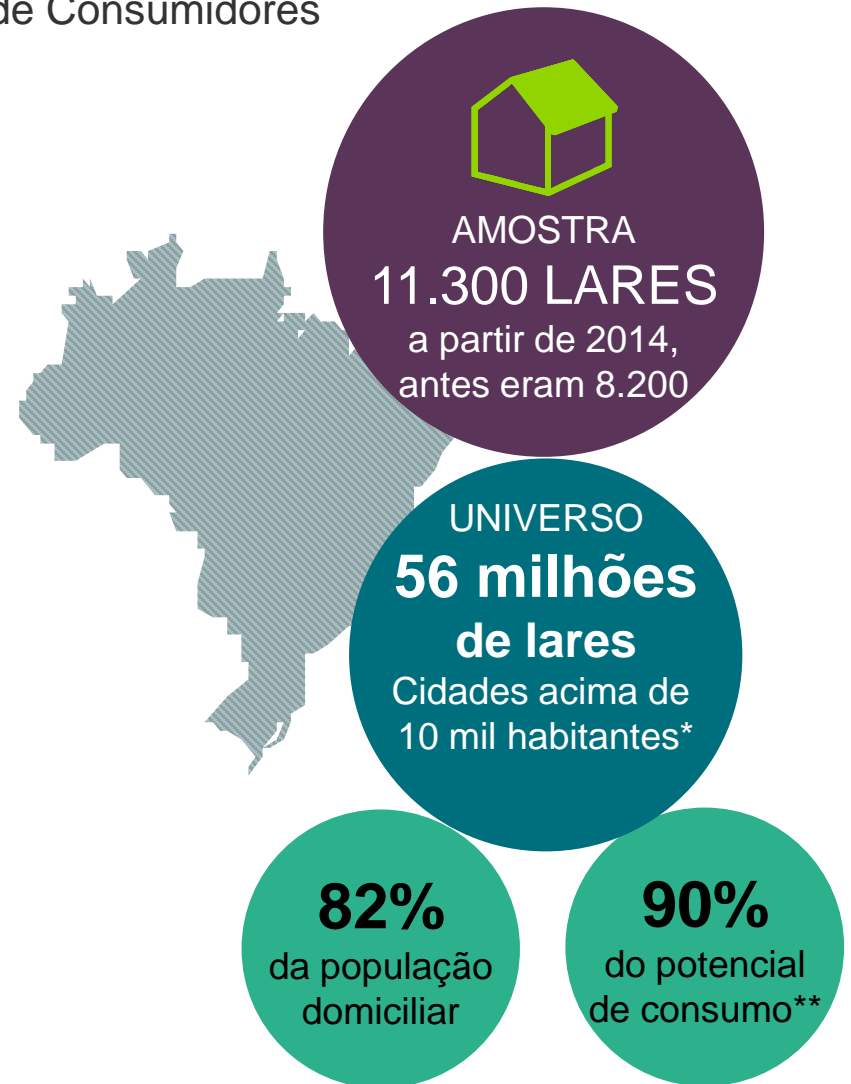 de Consumidores
AMOSTRA
11.300 LARES
a partir de 2014,
antes eram 8.200
UNIVERSO
56 milhões
de lares
Cidades acima de
10 mil habitantes*
82%
da população
domiciliar
90%
do potencial
de consumo**